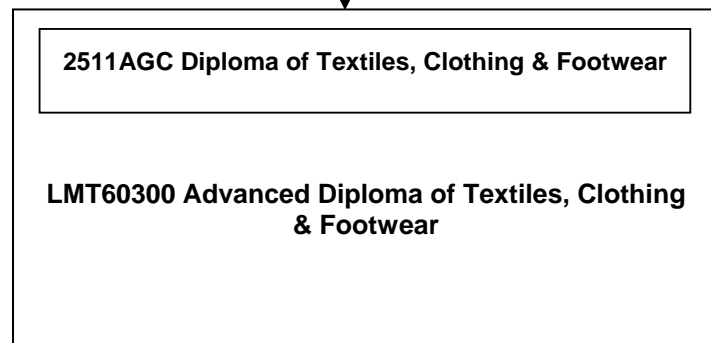 2511AGC Diploma of Textiles, Clothing & Footwear
LMT60300 Advanced Diploma of Textiles, Clothing
& Footwear